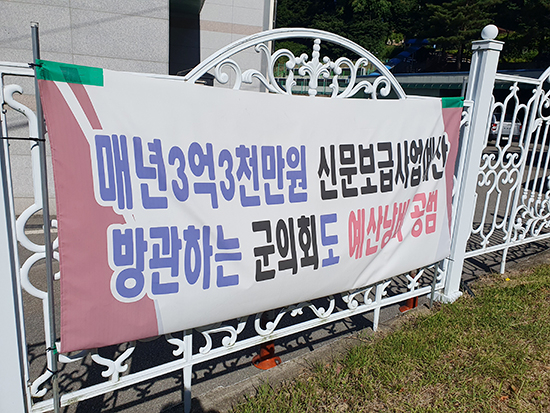 매년3억3천만원 신문보급사업예산
방관하는 군의회도 예산낭비 공범